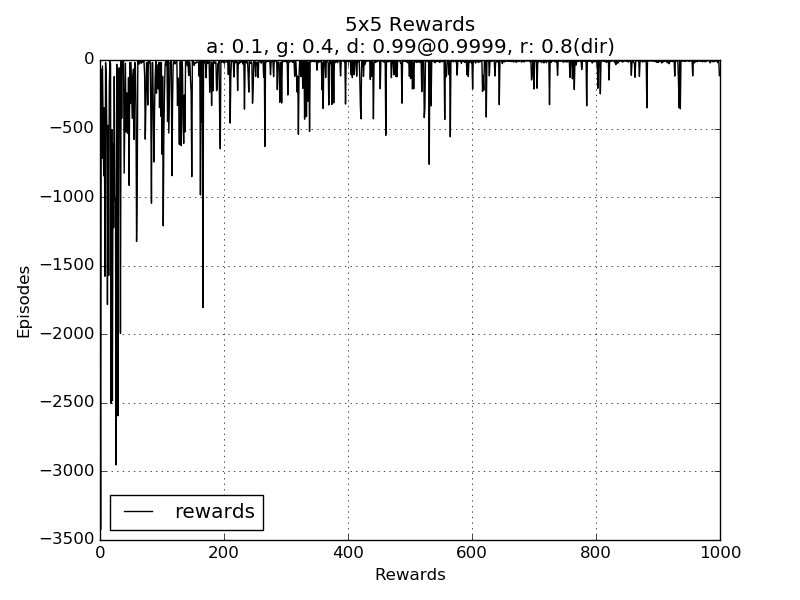 5x5 Rewards
a: 0.1, g: 0.4, d: 0.99@0.9999, r: 0.8(dir)
0
−500
−1000
−1500
−2000
−2500
−3000
−3500
Episodes
rewards
0 200 400 600 800 1000
Rewards